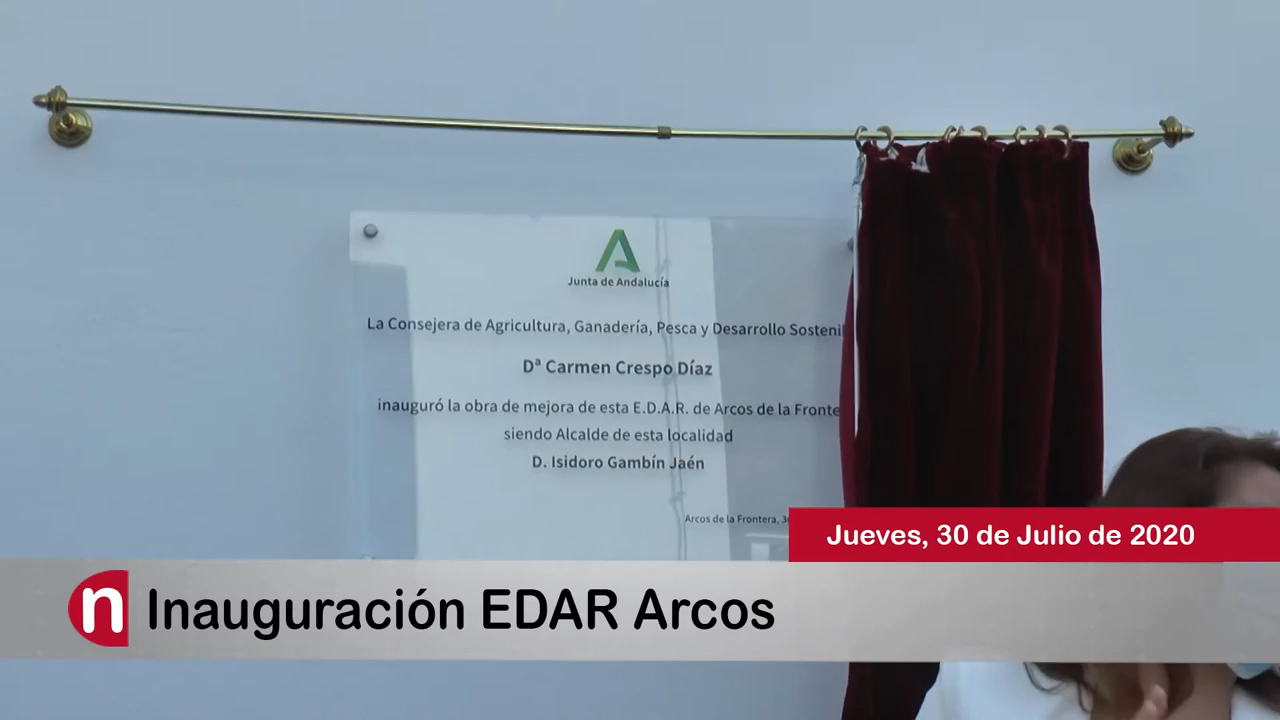 Junta de Andalucía
La Consejera de Agricultura, Ganadería, Pesca y Desarrollo
Dª Carmen Crespo Díaz
inauguró la obra de mejora de esta E.D.A.R. de Arcos de la
siendo Alcalde de esta localidad
D. Isidoro Gambín Jaén
Arcos de la Frontera,
Jueves, 30 de Julio de 2020
n Inauguración EDAR Arcos